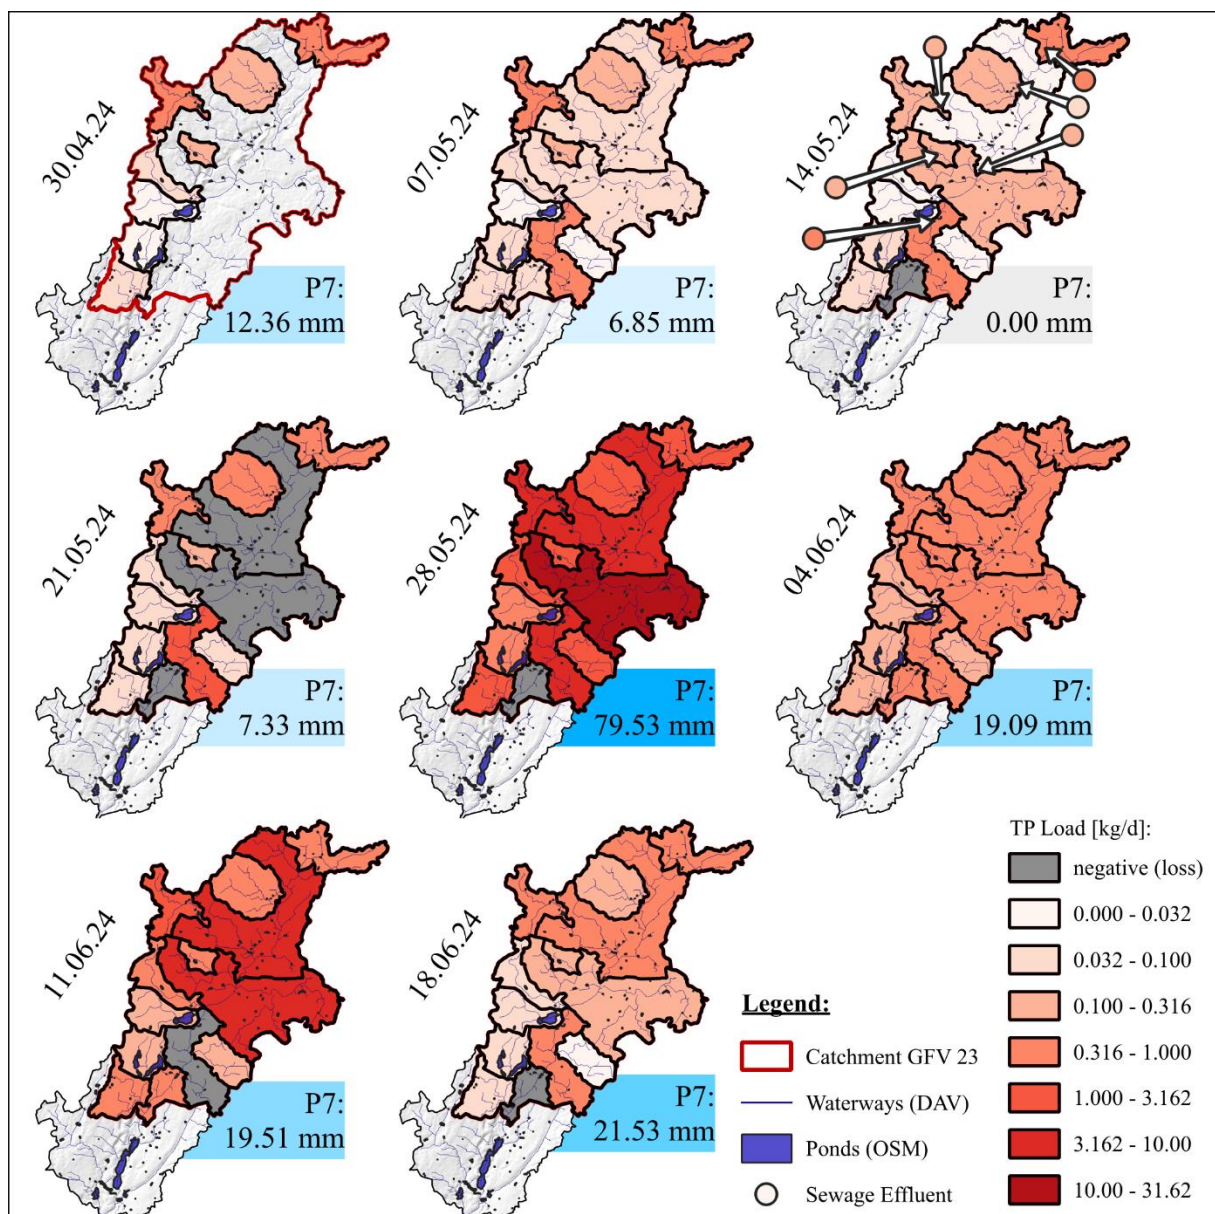 30.04.24
P7:
12.36 mm
07.05.24
P7:
6.85 mm
14.05.24
P7:
0.00 mm
21.05.24
P7:
7.33 mm
28.05.24
P7:
79.53 mm
04.06.24
P7:
19.09 mm
11.06.24
P7:
19.51 mm
18.06.24
P7:
21.53 mm
Legend:
Catchment GFV 23
Waterways (DAV)
Ponds (OSM)
Sewage Effluent
TP Load [kg/d]:
negative (loss)
0.000 - 0.032
0.032 - 0.100
0.100 - 0.316
0.316 - 1.000
1.000 - 3.162
3.162 - 10.00
10.00 - 31.62